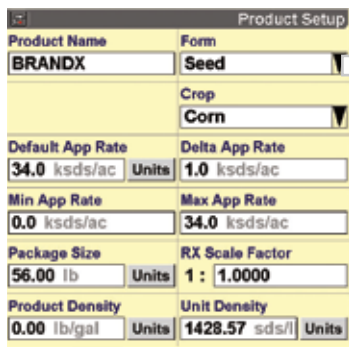 Product Setup
Product Name Form
BRANDX Seed
Crop
Corn
Default App Rate Delta App Rate
34.0 ksds/ac Units 1.0 ksds/ac
Min App Rate Max App Rate
0.0 ksds/ac 34.0 ksds/ac
Package Size RX Scale Factor
56.00 lb Units 1 : 1.0000
Product Density Unit Density
0.00 lb/gal Units 1428.57 sds/l Units